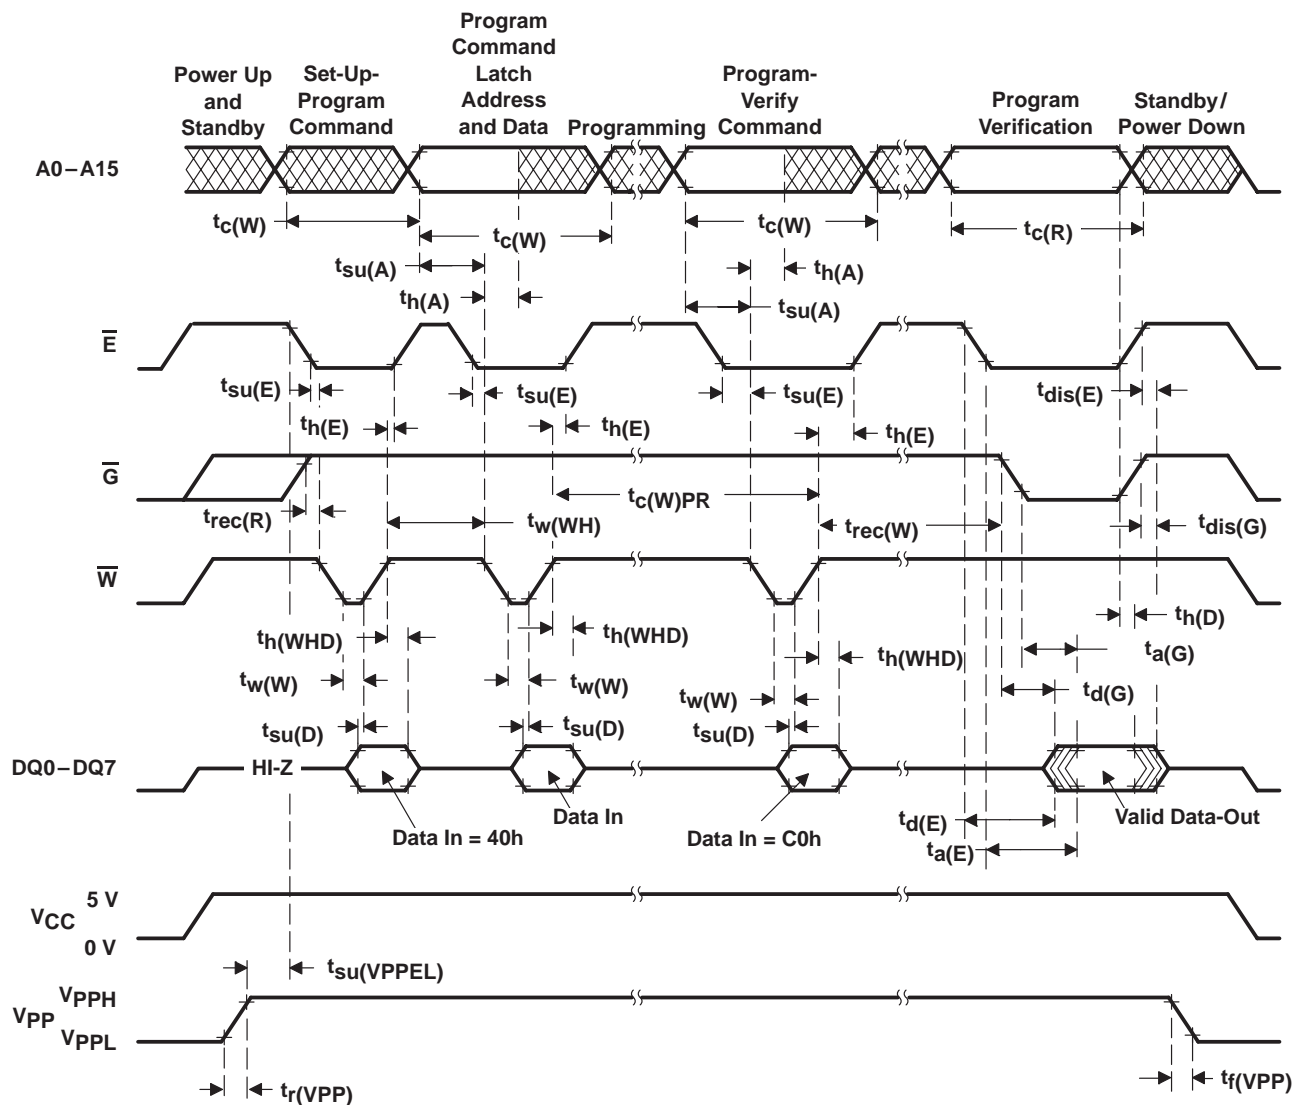 Power Up
and
Standby
Set-Up-
Program
Command
Program
Command
Latch
Address
and Data
Programming
Program-
Verify
Command
Program
Verification
Standby/
Power Down
A0–A15
tc(W)
tc(W)
tc(W)
tc(R)
tsu(A)
th(A)
th(A)
tsu(A)
E
tsu(E)
tsu(E)
tsu(E)
tdis(E)
th(E)
th(E)
th(E)
G
tc(W)PR
trec(R)
tw(WH)
trec(W)
tdis(G)
W
th(D)
th(WHD)
th(WHD)
th(WHD)
ta(G)
tw(W)
tw(W)
tw(W)
td(G)
tsu(D)
tsu(D)
tsu(D)
DQ0–DQ7
HI-Z
Data In = 40h
Data In
Data In = C0h
Valid Data-Out
td(E)
ta(E)
5 V
VCC
0 V
tsu(VPPEL)
VPPH
VPP
VPPL
tr(VPP)
tf(VPP)